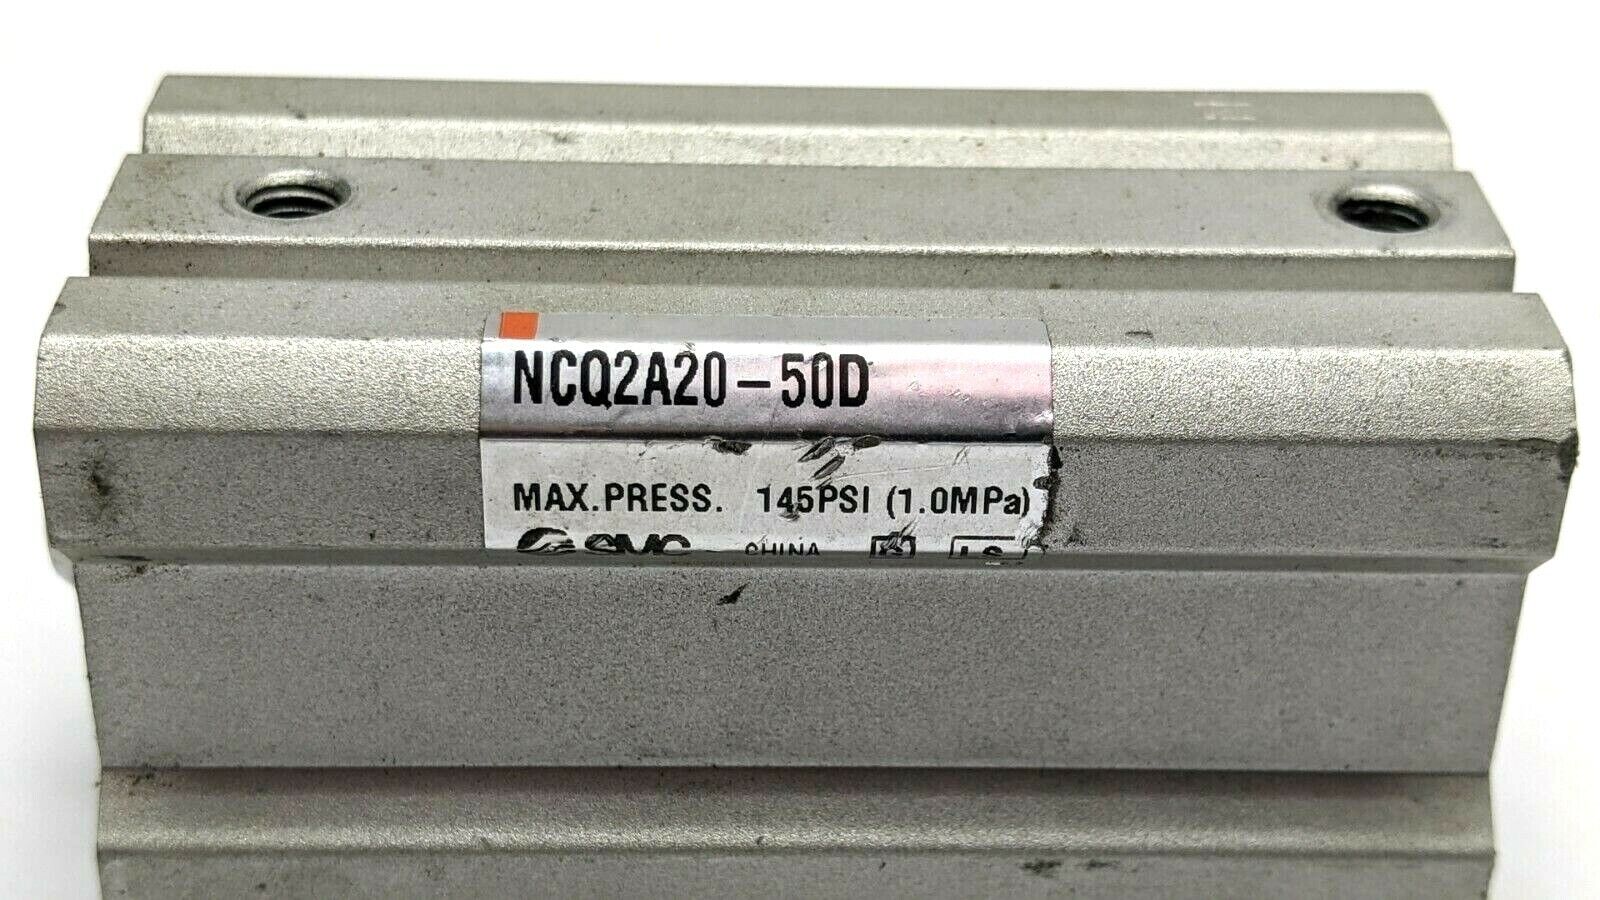 NCQ2A20-50D
MAX.PRESS. 145PSI (1.0MPa)
SMC CHINA